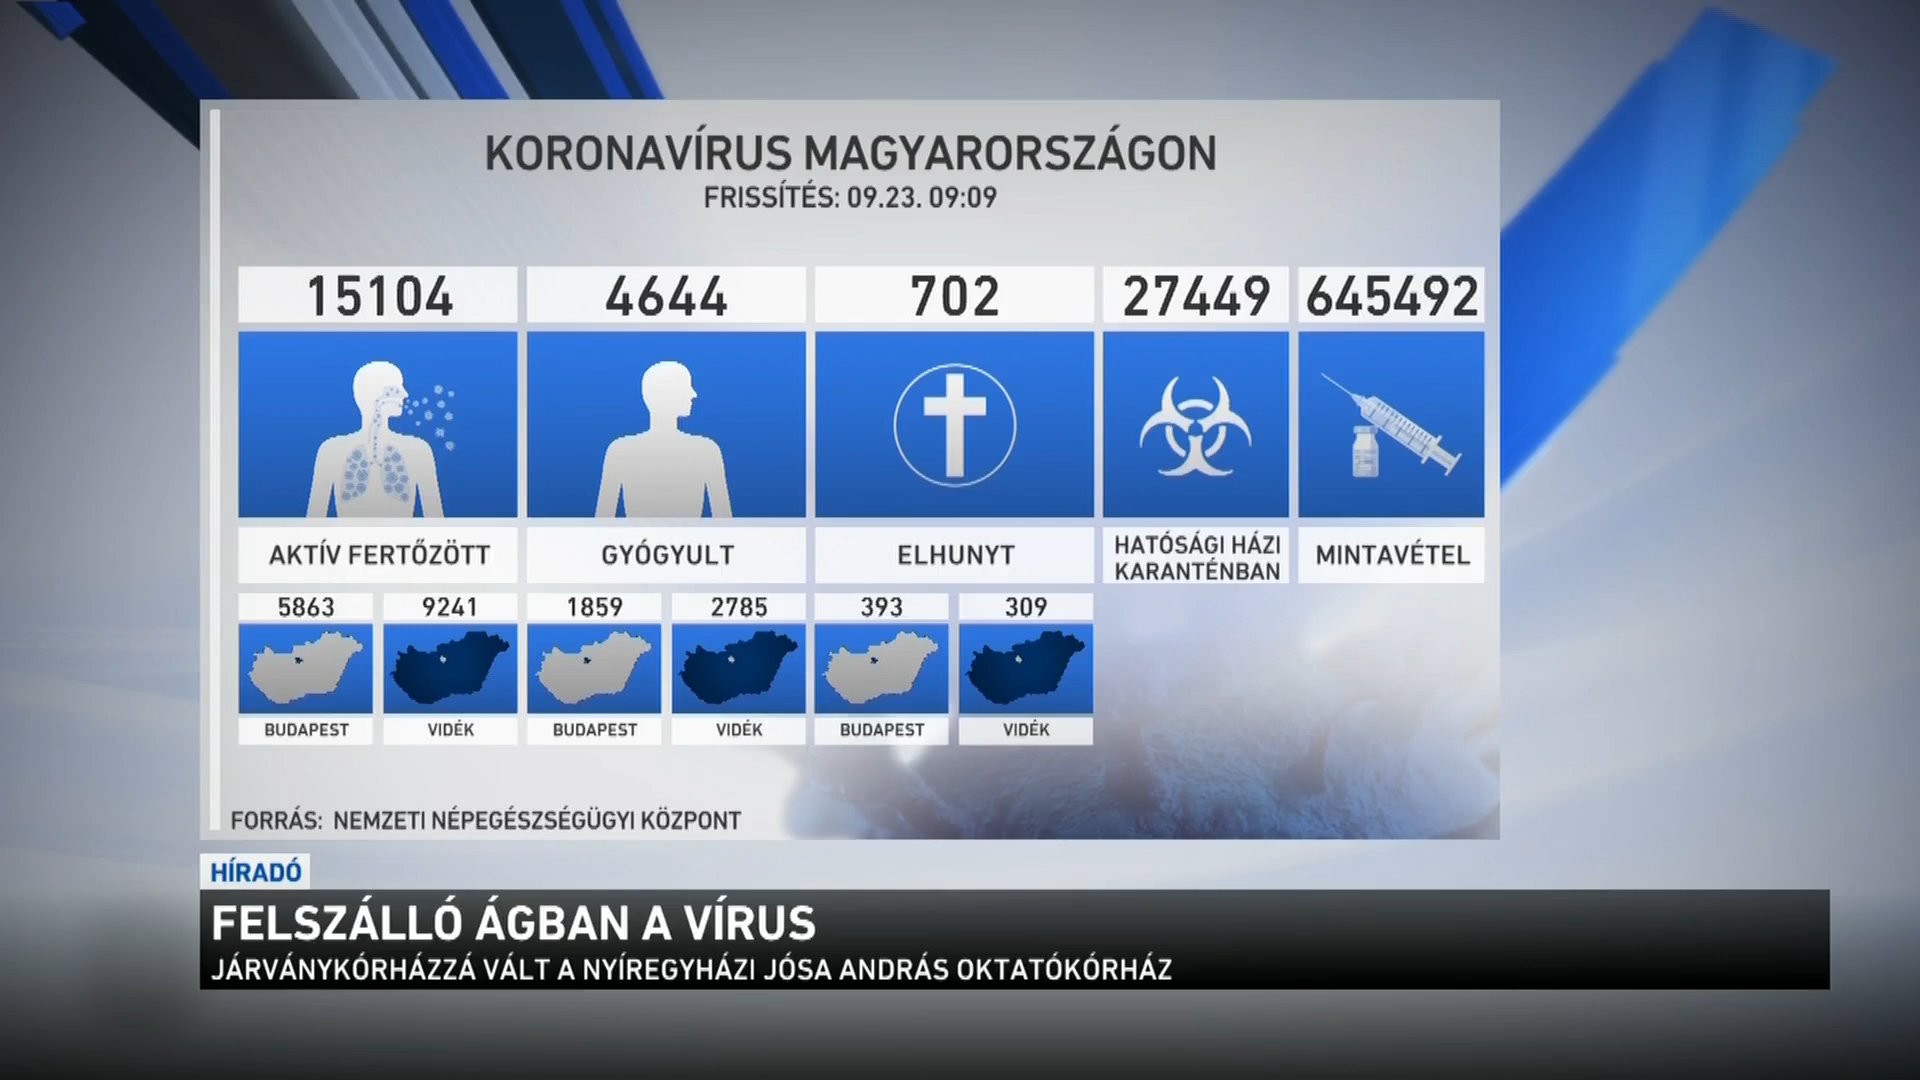 KORONAVÍRUS MAGYARORSZÁGON
FRISSÍTÉS: 09.23. 09:09
15104
4644
702
27449
645492
AKTÍV FERTŐZÖTT
GYÓGYULT
ELHUNYT
HATÓSÁGI HÁZI
KARANTÉNBAN
MINTAVÉTEL
5863
9241
1859
2785
393
309
BUDAPEST
VIDÉK
BUDAPEST
VIDÉK
BUDAPEST
VIDÉK
FORRÁS: NEMZETI NÉPEGÉSZSÉGÜGYI KÖZPONT
HÍRADÓ
FELSZÁLLÓ ÁGBAN A VÍRUS
JÁRVÁNYKÓRHÁZZÁ VÁLT A NYÍREGYHÁZI JÓSA ANDRÁS OKTATÓKÓRHÁZ